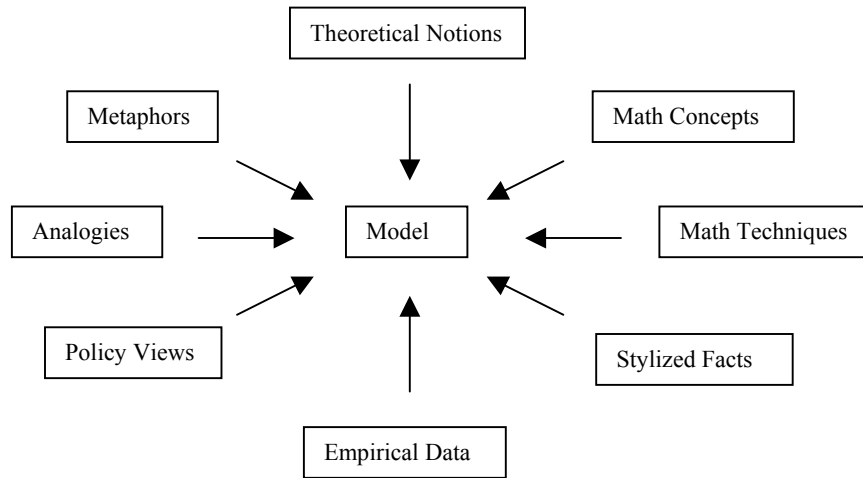 Theoretical Notions
Metaphors
Math Concepts
Analogies
Model
Math Techniques
Policy Views
Stylized Facts
Empirical Data